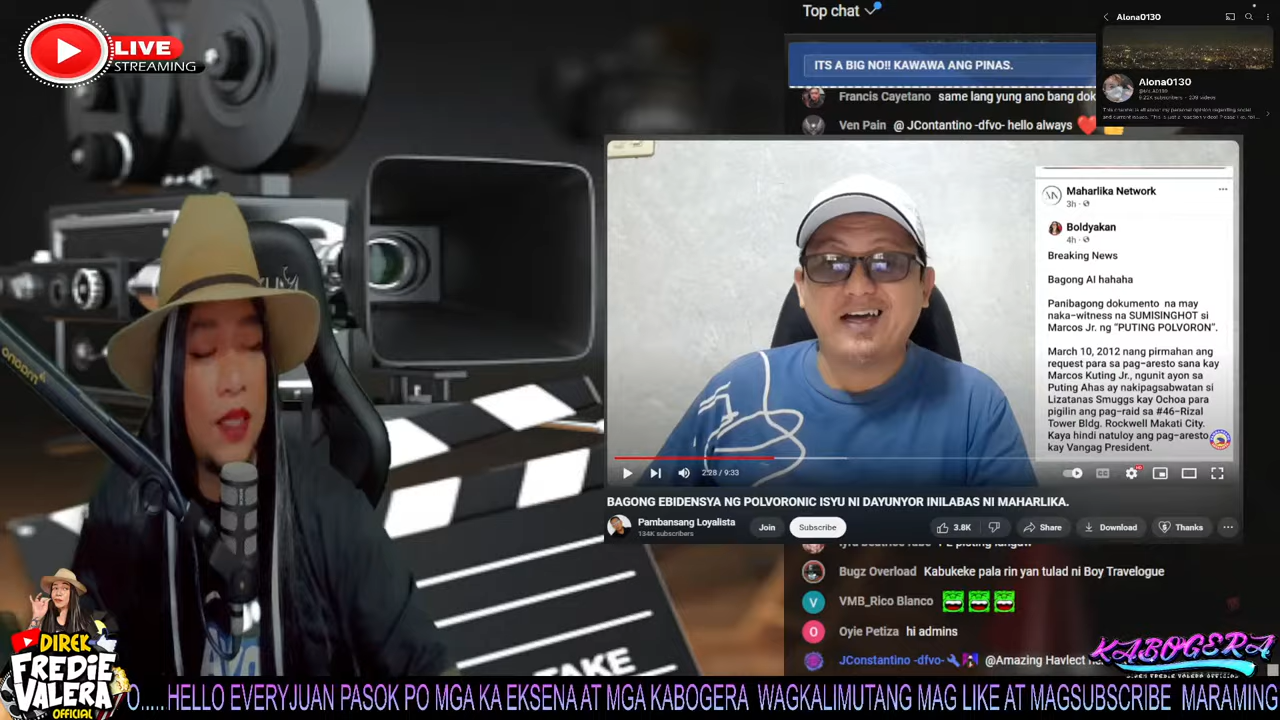 LIVE
STREAMING
Top chat
ITS A BIG NO!! KAWAWA ANG PINAS.
Francis Cayetano same lang yung ano bang dok
Ven Pain @ JContantino -dfvo- hello always
Alona0130
Alona0130
Maharlika Network
3h
Boldyakan
4h
Breaking News
Bagong AI hahaha
Panibagong dokumento na may
naka-witness na SUMISINGHOT si
Marcos Jr. ng “PUTING POLVORON”.
March 10, 2012 nang pirmahan ang
request para sa pag-aresto sana kay
Marcos Kuting Jr., ngunit ayon sa
Puting Ahas ay nakipagsabwatan si
Lizatanas Smuggs kay Ochoa para
pigilin ang pag-raid sa #46-Rizal
Tower Bldg. Rockwell Makati City.
Kaya hindi natuloy ang pag-aresto
kay Vangag President.
2:28 / 9:33
BAGONG EBIDENSYA NG POLVORONIC ISYU NI DAYUNYOR INILABAS NI MAHARLIKA.
Pambansang Loyalista
134K subscribers
Join
Subscribe
3.8K
Share
Download
Thanks
Bugz Overload Kabukeke pala rin yan tulad ni Boy Travelogue
VMB_Rico Blanco
O
Oyie Petiza hi admins
JConstantino -dfvo- @Amazing Havlect
KABOGERA
DIREK
FREDIE
VALERA
OFFICIAL
TAKE
O.....HELLO EVERYJUAN PASOK PO MGA KA EKSENA AT MGA KABOGERA WAGKALIMUTANG MAG LIKE AT MAGSUBSCRIBE MARAMING